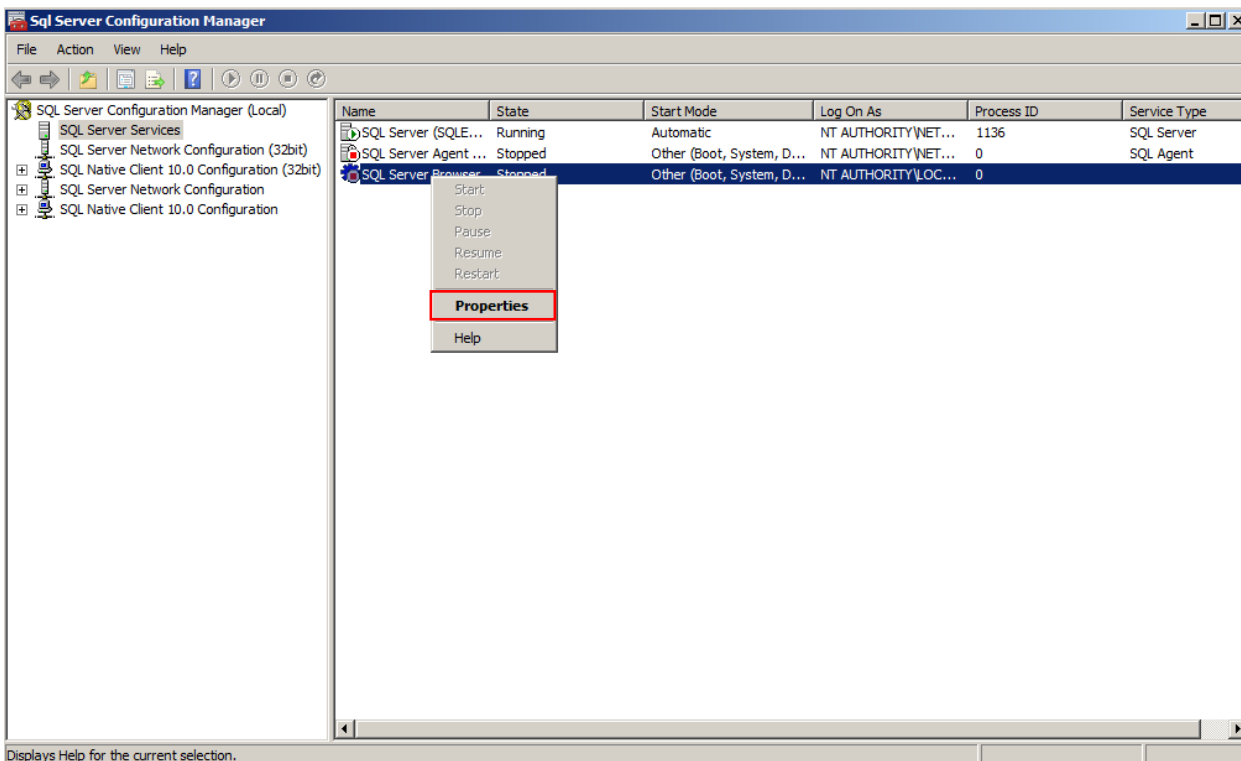 Sql Server Configuration Manager
File Action View Help
SQL Server Configuration Manager (Local)
SQL Server Services
SQL Server Network Configuration (32bit)
SQL Native Client 10.0 Configuration (32bit)
SQL Server Network Configuration
SQL Native Client 10.0 Configuration
Name State Start Mode Log On As Process ID Service Type
SQL Server (SQLE... Running Automatic NT AUTHORITY\NET... 1136 SQL Server
SQL Server Agent ... Stopped Other (Boot, System, D... NT AUTHORITY\NET... 0 SQL Agent
SQL Server Browser Stopped Other (Boot, System, D... NT AUTHORITY\LOC... 0
Start
Stop
Pause
Resume
Restart
Properties
Help
Displays Help for the current selection.